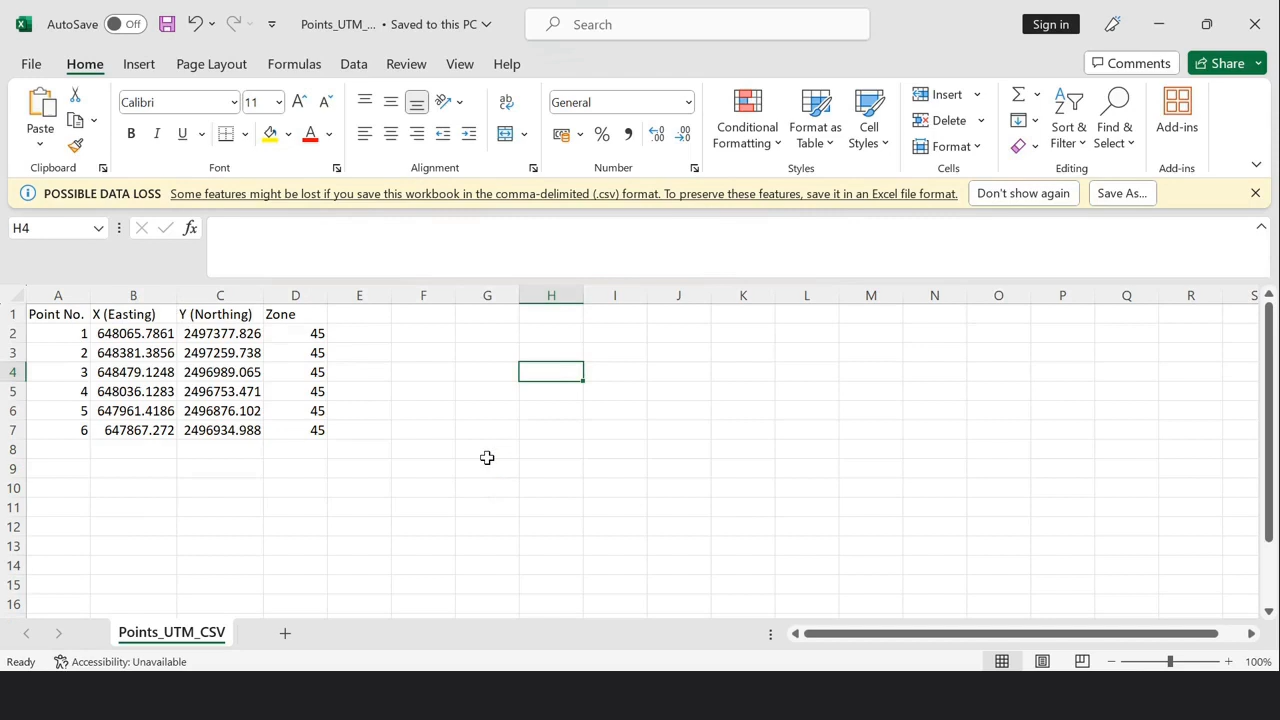 AutoSave Off Points_UTM_... • Saved to this PC Search Sign in
File Home Insert Page Layout Formulas Data Review View Help Comments Share
Paste Calibri 11 General Conditional Formatting Format as Table Cell Styles Insert Delete Format Sort & Filter Find & Select Add-ins
B I U A
Clipboard Font Alignment Number Styles Cells Editing Add-ins
POSSIBLE DATA LOSS Some features might be lost if you save this workbook in the comma-delimited (.csv) format. To preserve these features, save it in an Excel file format. Don't show again Save As...
H4 fx
A B C D E F G H I J K L M N O P Q R S
1 Point No. X (Easting) Y (Northing) Zone
2 1 648065.7861 2497377.826 45
3 2 648381.3856 2497259.738 45
4 3 648479.1248 2496989.065 45
5 4 648036.1283 2496753.471 45
6 5 647961.4186 2496876.102 45
7 6 647867.272 2496934.988 45
8
9
10
11
12
13
14
15
16
Points_UTM_CSV
Ready Accessibility: Unavailable 100%